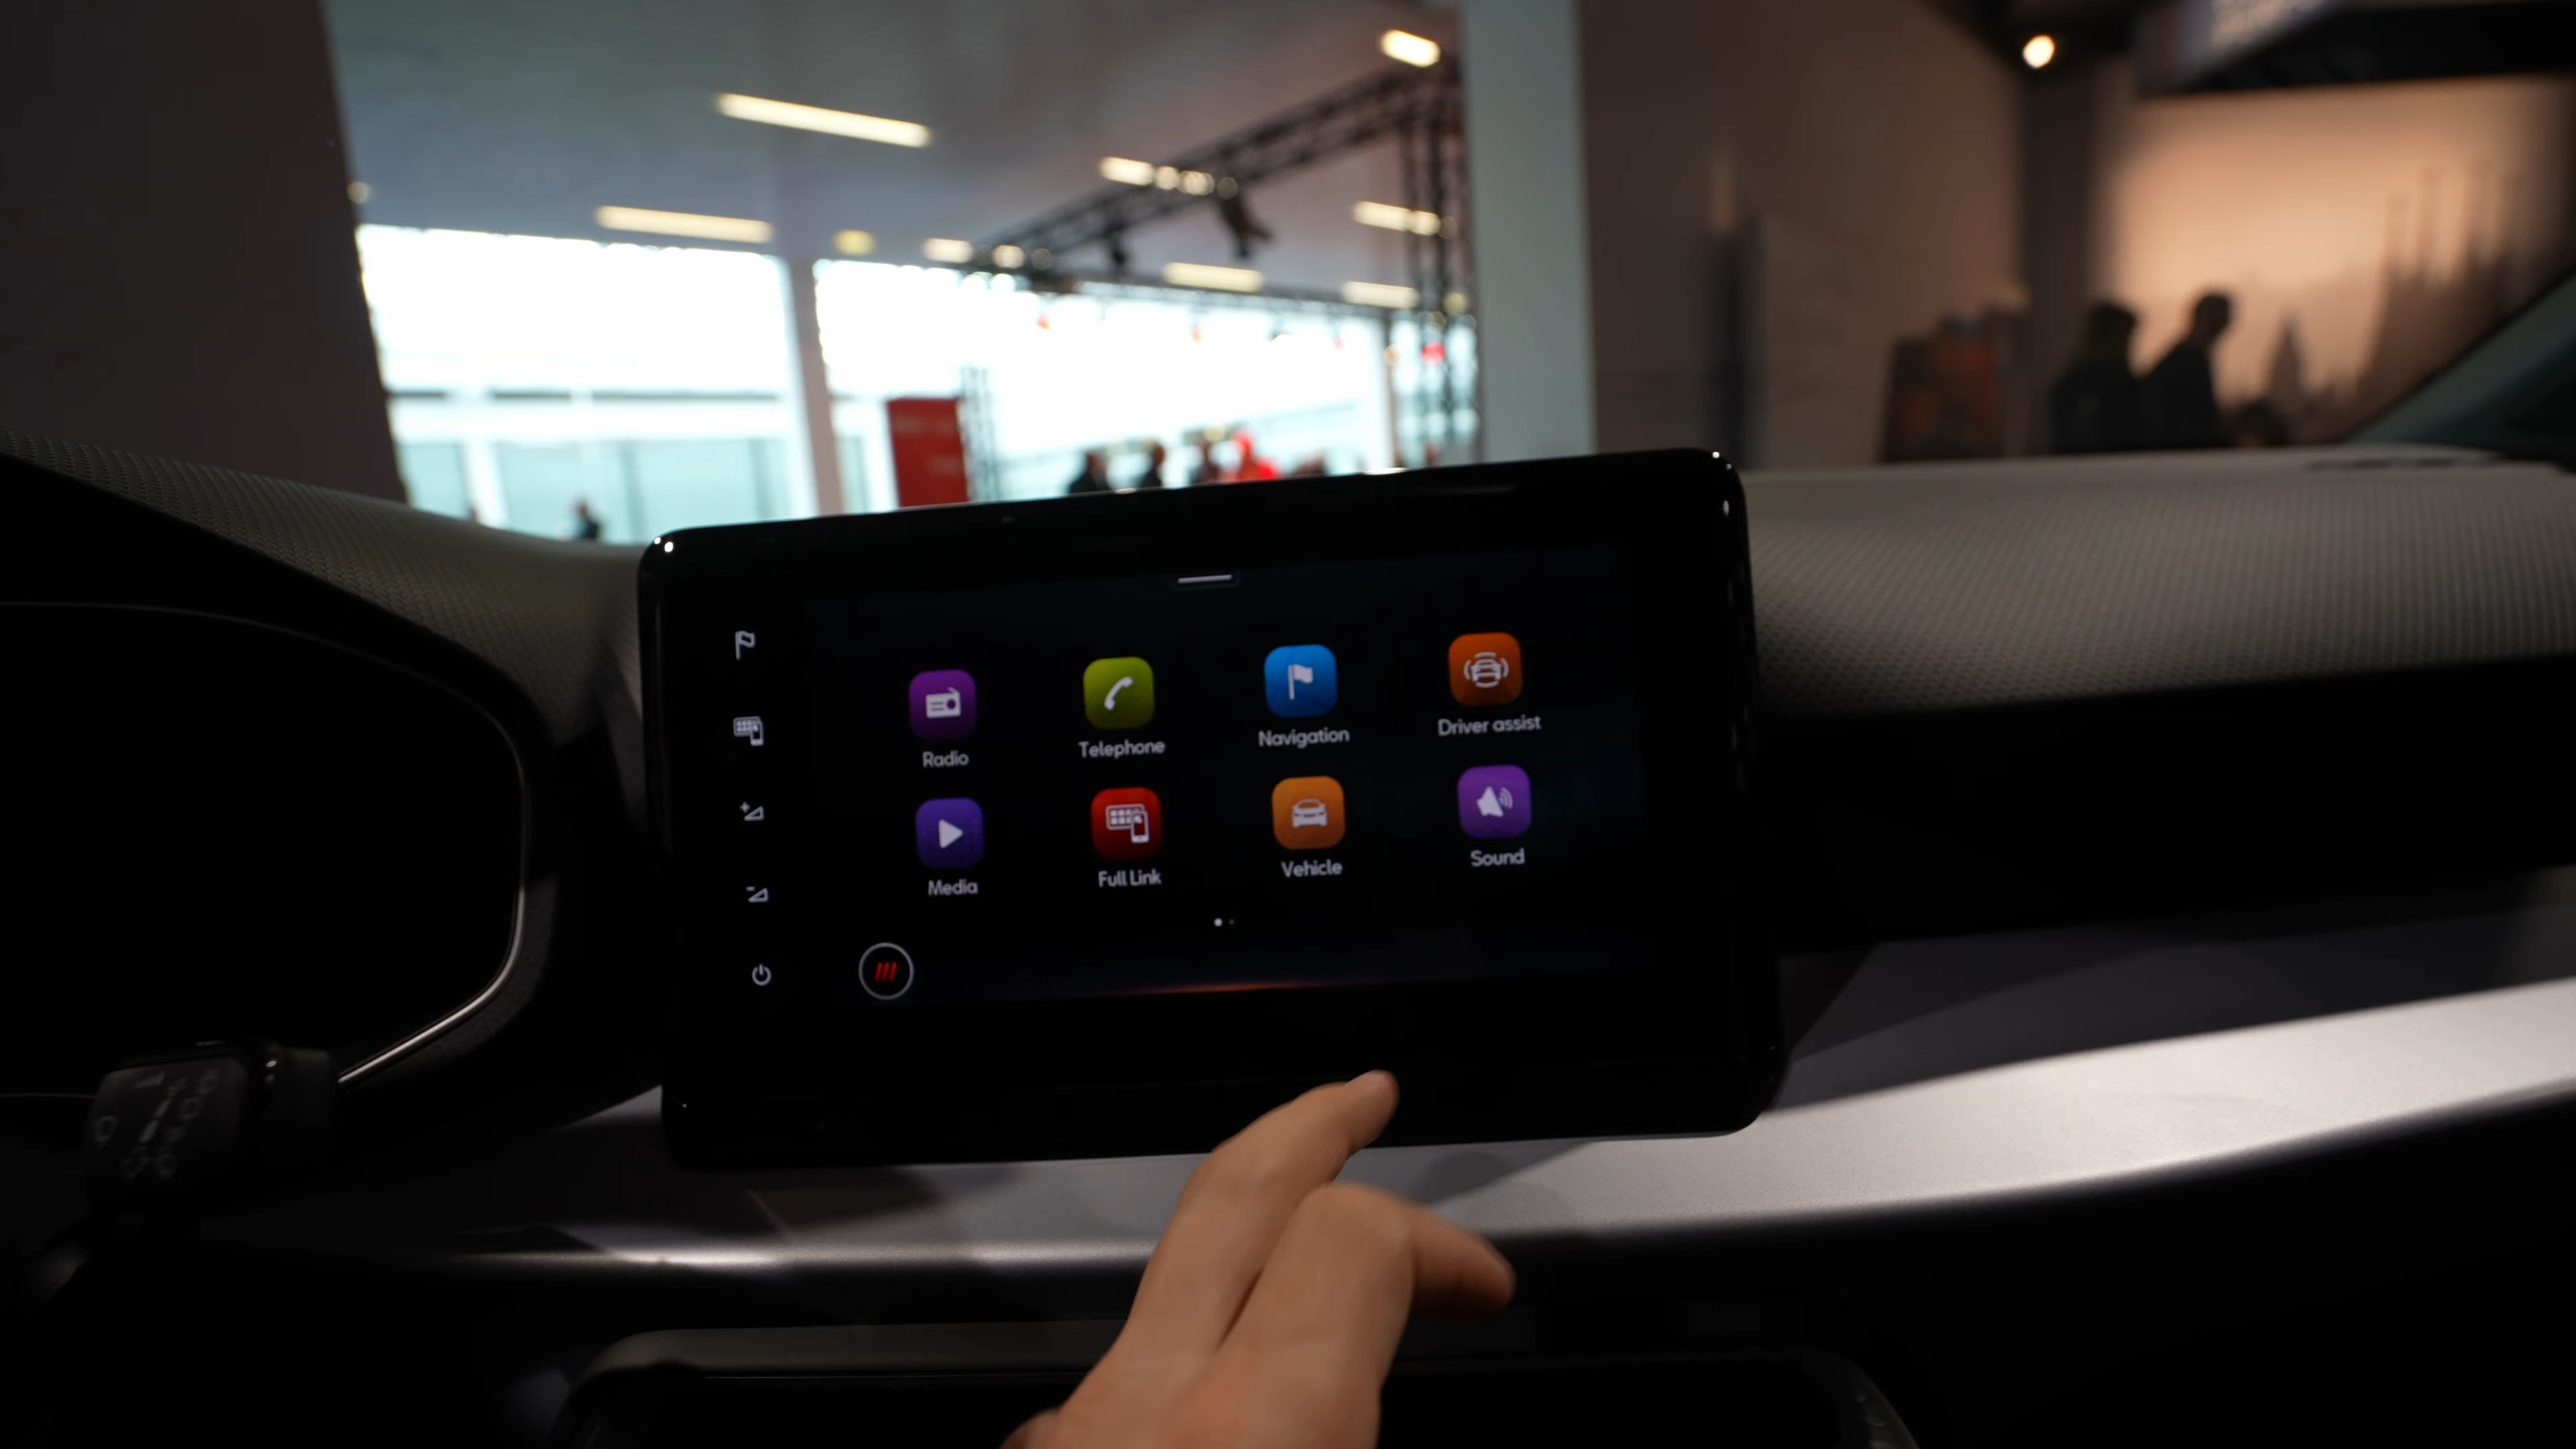 Radio
Telephone
Navigation
Driver assist
Media
Full Link
Vehicle
Sound